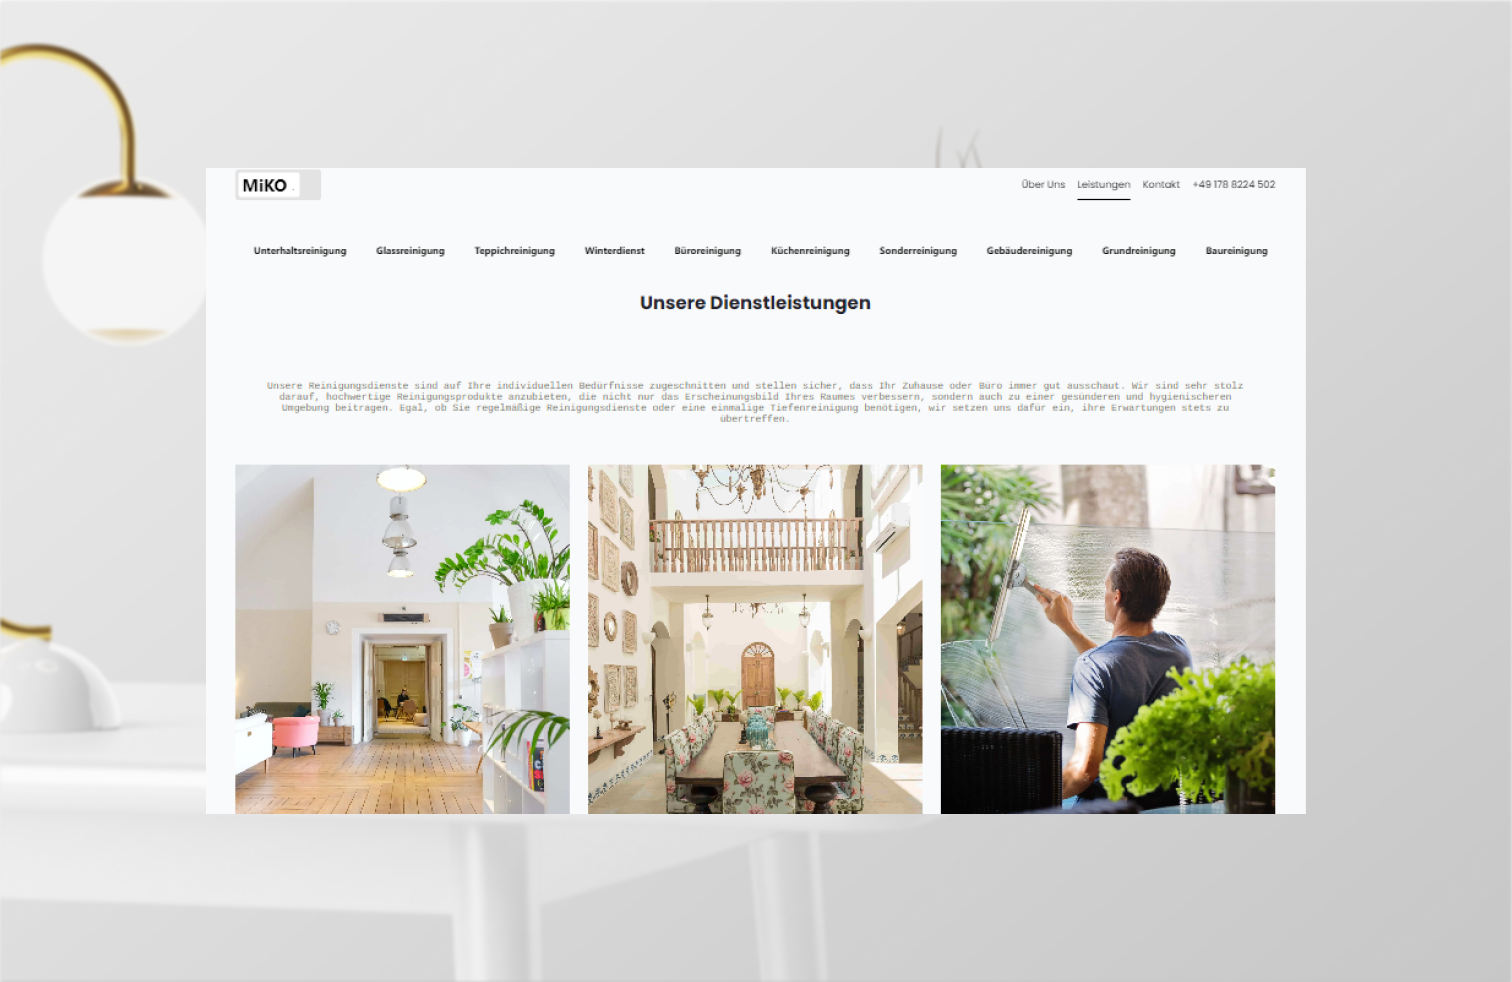 MiKO
Über Uns Leistungen Kontakt +49 178 8224 502
Unterhaltsreinigung Glassreinigung Teppichreinigung Winterdienst Büroreinigung Küchenreinigung Sonderreinigung Gebäudereinigung Grundreinigung Baureinigung
Unsere Dienstleistungen
Unsere Reinigungsdienste sind auf Ihre individuellen Bedürfnisse zugeschnitten und stellen sicher, dass Ihr Zuhause oder Büro immer gut ausschaut. Wir sind sehr stolz
darauf, hochwertige Reinigungsprodukte anzubieten, die nicht nur das Erscheinungsbild Ihres Raumes verbessern, sondern auch zu einer gesünderen und hygienischeren
Umgebung beitragen. Egal, ob Sie regelmäßige Reinigungsdienste oder eine einmalige Tiefenreinigung benötigen, wir setzen uns dafür ein, ihre Erwartungen stets zu
übertreffen.